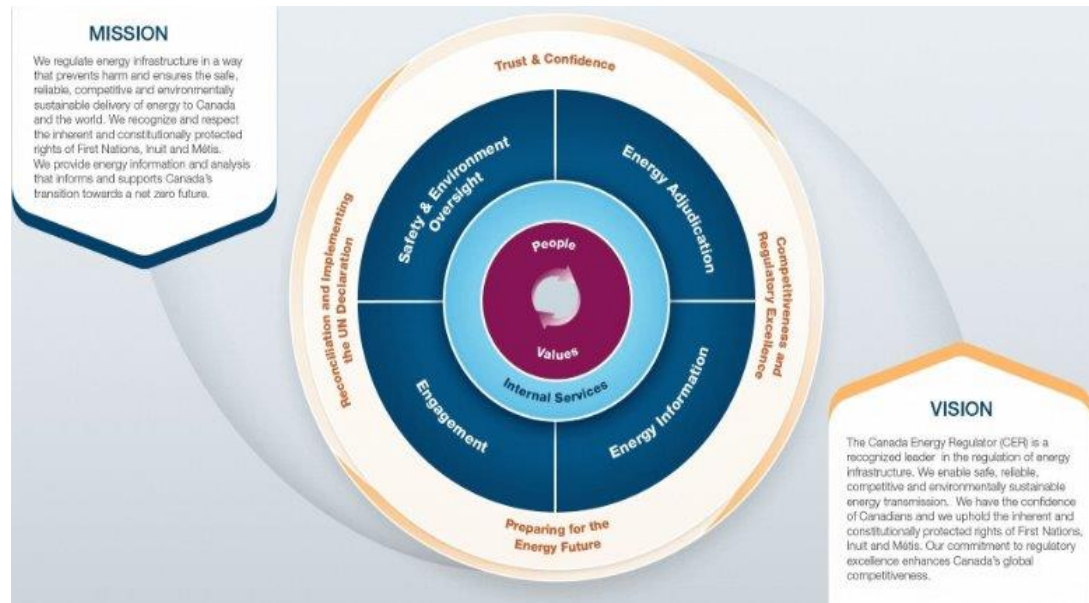 MISSION
We regulate energy infrastructure in a way
that prevents harm and ensures the safe,
reliable, competitive and environmentally
sustainable delivery of energy to Canada
and the world. We recognize and respect
the inherent and constitutionally protected
rights of First Nations, Inuit and Métis.
We provide energy information and analysis
that informs and supports Canada's
transition towards a net zero future.
Trust & Confidence
Safety & Environment
Oversight
Energy Adjudication
Reconciliation and Implementing
the UN Declaration
Competitiveness and
Regulatory Excellence
People
Values
Internal Services
Engagement
Energy Information
Preparing for the
Energy Future
VISION
The Canada Energy Regulator (CER) is a
recognized leader in the regulation of energy
infrastructure. We enable safe, reliable,
competitive and environmentally sustainable
energy transmission. We have the confidence
of Canadians and we uphold the inherent and
constitutionally protected rights of First Nations,
Inuit and Métis. Our commitment to regulatory
excellence enhances Canada's global
competitiveness.